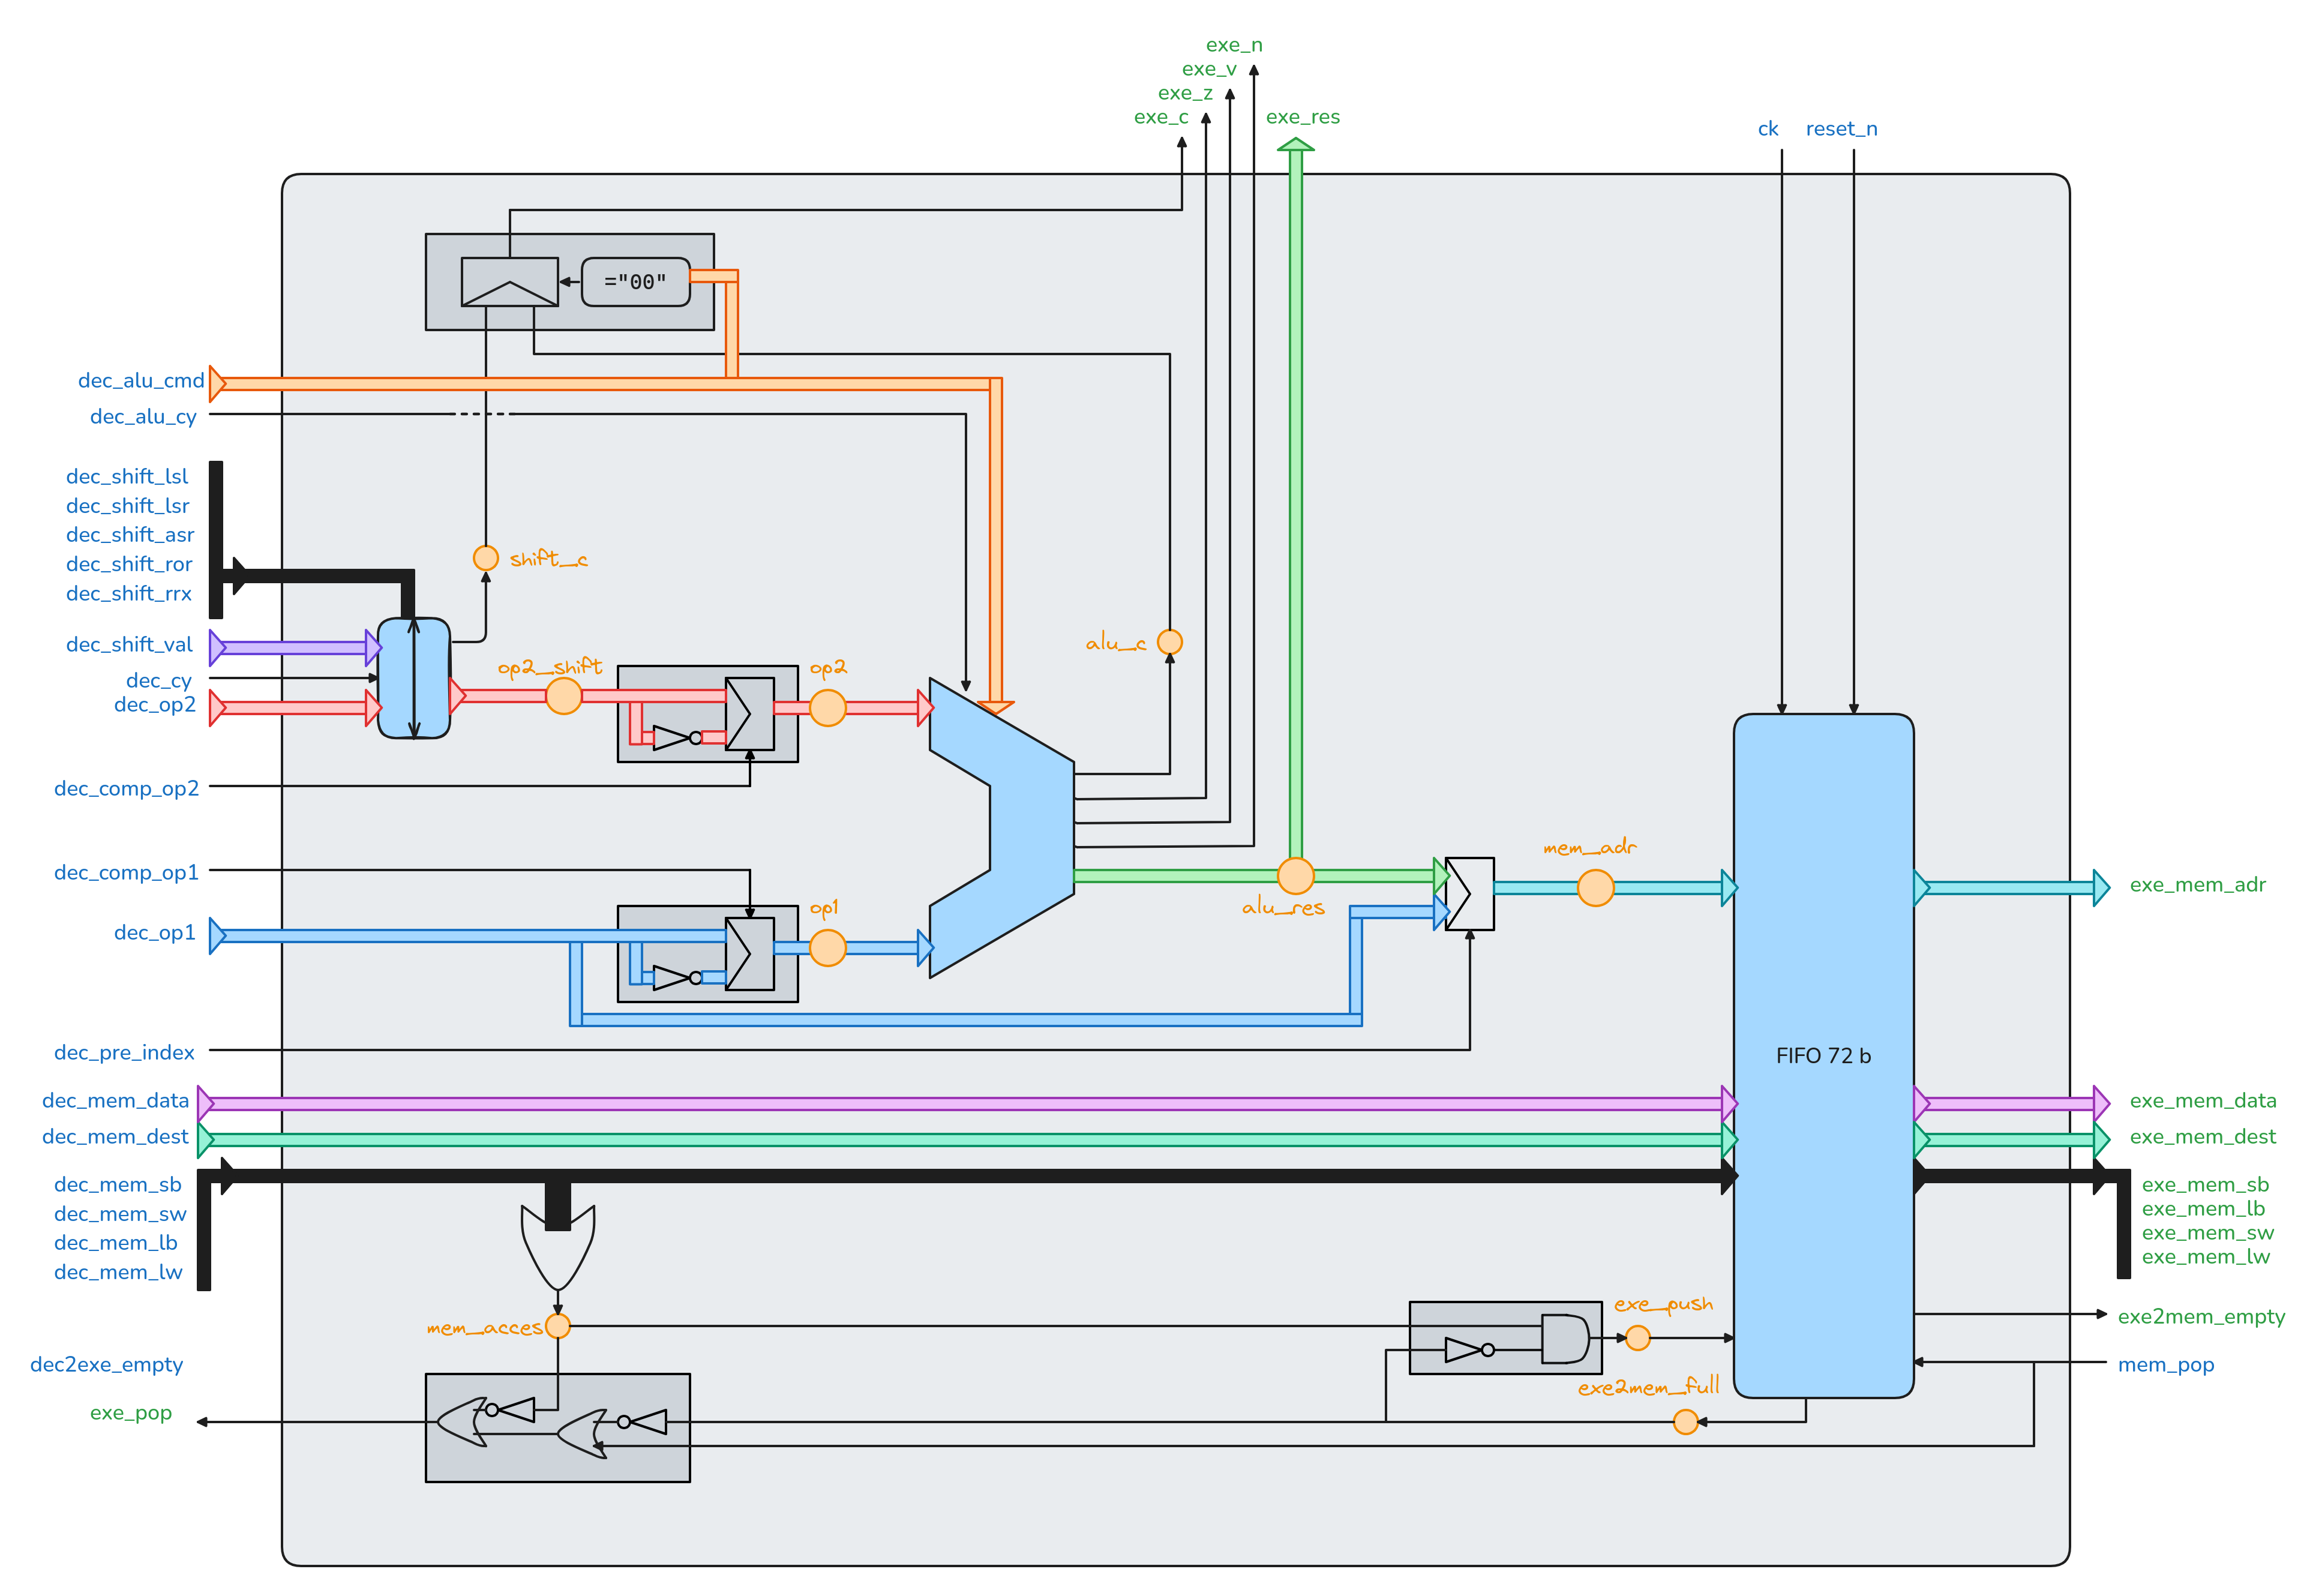 exe_n
exe_v
exe_z
exe_c
exe_res
ck
reset_n
="00"
dec_alu_cmd
dec_alu_cy
dec_shift_lsl
dec_shift_lsr
dec_shift_asr
dec_shift_ror
dec_shift_rrx
shift_c
dec_shift_val
alu_c
dec_cy
op2_shift
op2
dec_op2
dec_comp_op2
dec_comp_op1
mem_adr
exe_mem_adr
op1
alu_res
dec_op1
dec_pre_index
FIFO 72 b
dec_mem_data
exe_mem_data
dec_mem_dest
exe_mem_dest
dec_mem_sb
dec_mem_sw
dec_mem_lb
dec_mem_lw
exe_mem_sb
exe_mem_lb
exe_mem_sw
exe_mem_lw
exe_push
mem_acces
exe2mem_empty
dec2exe_empty
mem_pop
exe2mem_full
exe_pop